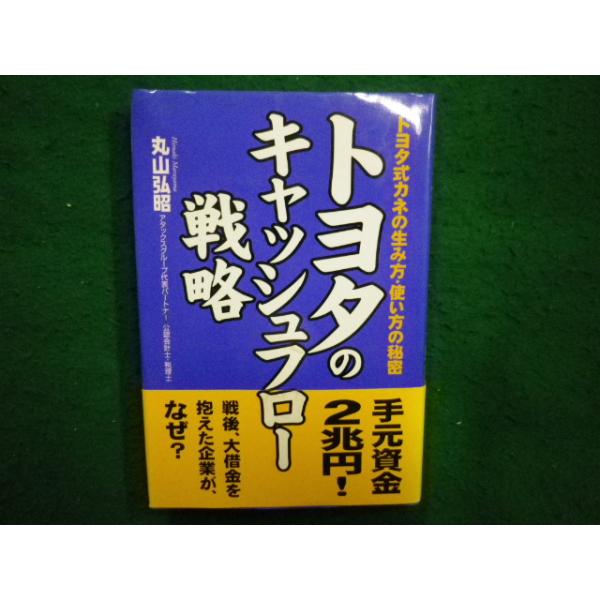 トヨタ式カネの生み方・使い方の秘密
トヨタの
キャッシュフロー
戦略
Hiroaki Maruyama
丸山弘昭
アタックスグループ代表パートナー 公認会計士・税理士
手元資金
2兆円!
戦後、大借金を
抱えた企業が、
なぜ?